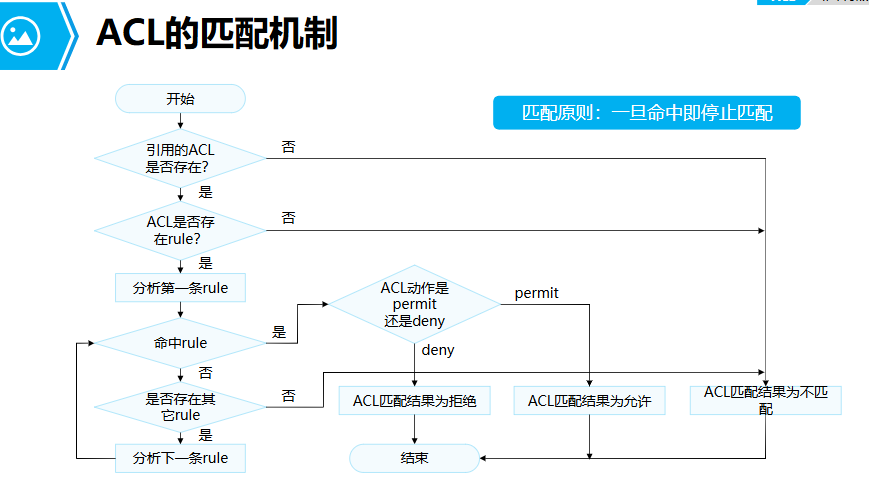 ACL的匹配机制
匹配原则：一旦命中即停止匹配
开始
引用的ACL
是否存在？
否
是
ACL是否存
在rule？
否
是
分析第一条rule
命中rule
是
否
ACL动作是
permit
还是deny
permit
deny
是否存在其
它rule
否
是
分析下一条rule
ACL匹配结果为拒绝
ACL匹配结果为允许
ACL匹配结果为不匹
配
结束